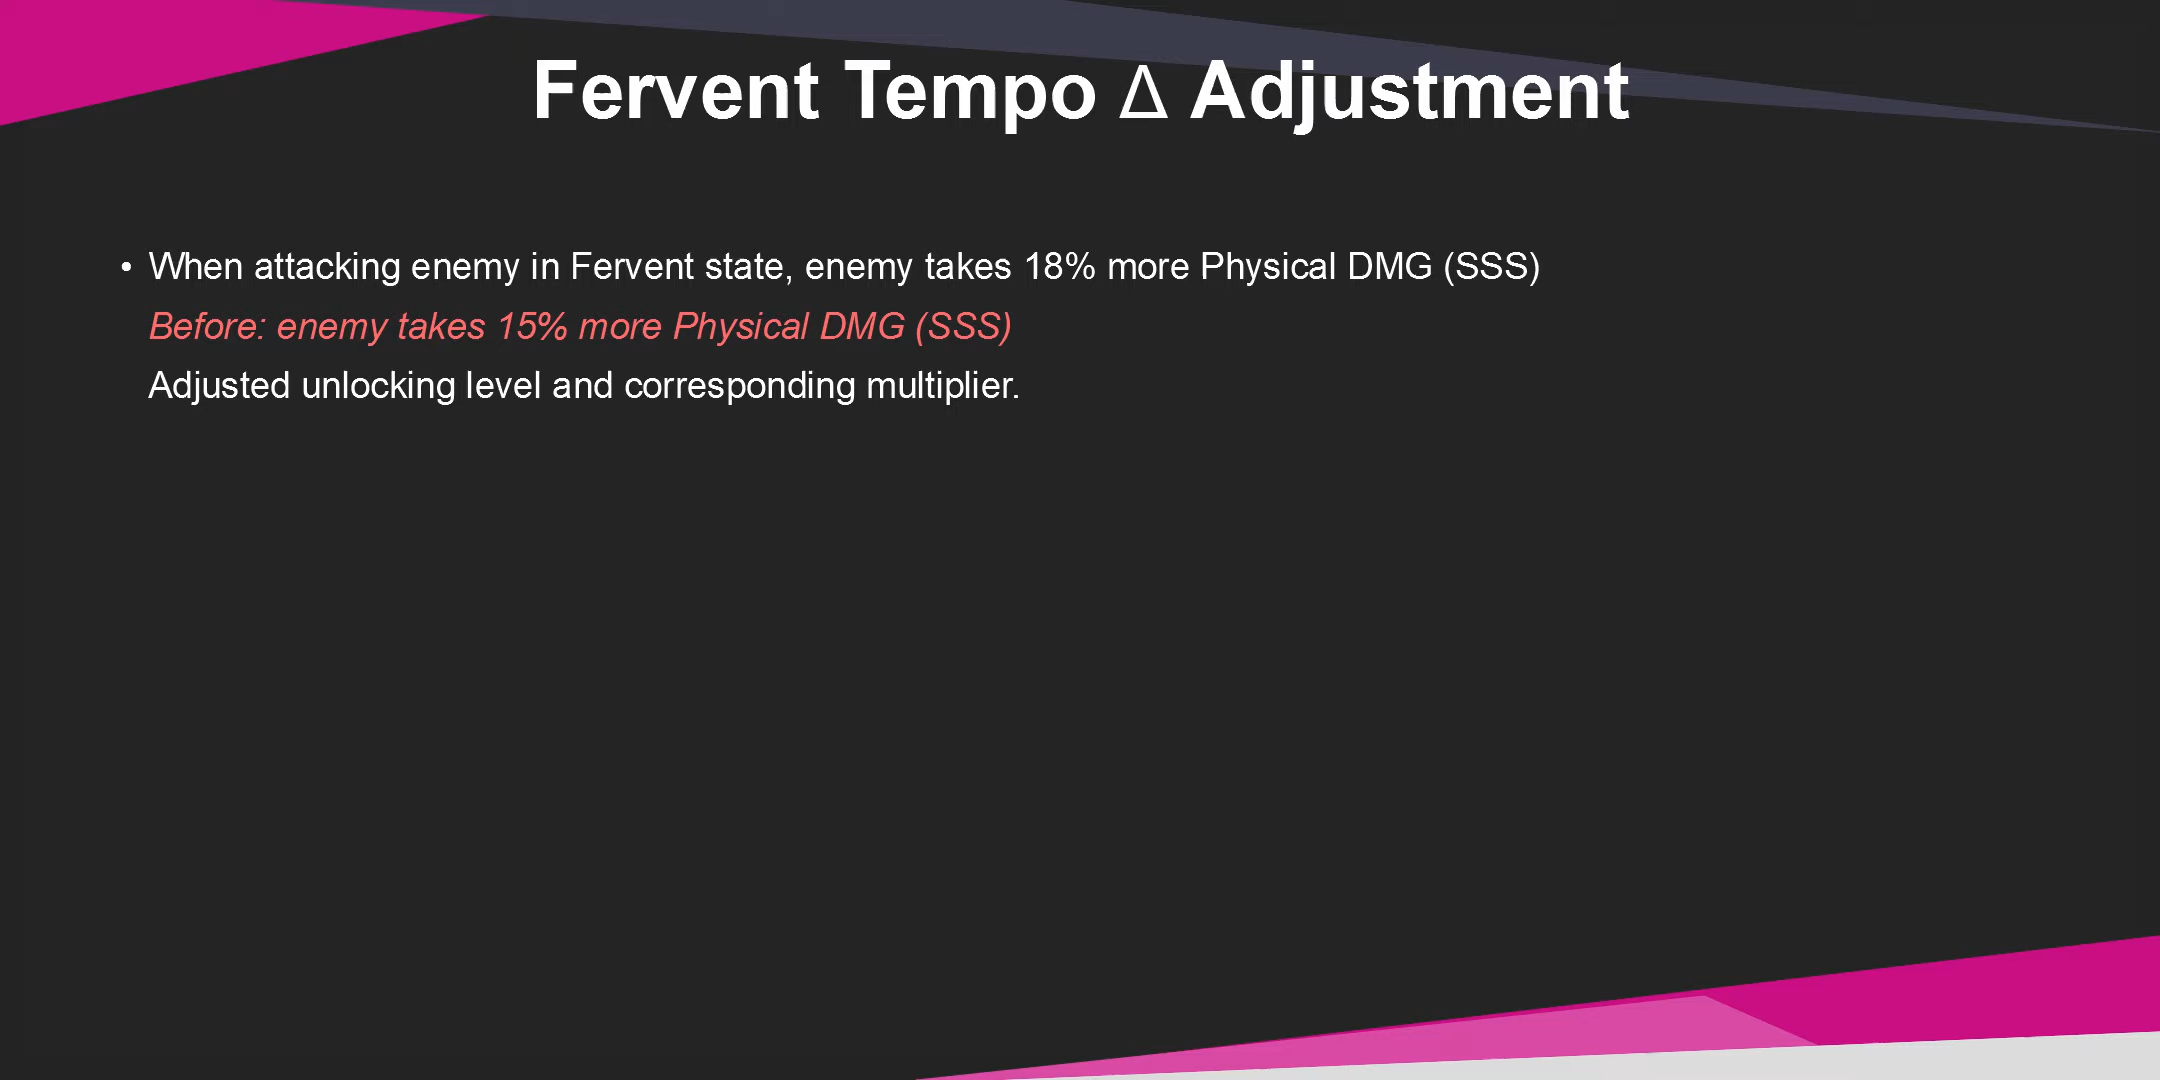 Fervent Tempo Δ Adjustment
• When attacking enemy in Fervent state, enemy takes 18% more Physical DMG (SSS)
Before: enemy takes 15% more Physical DMG (SSS)
Adjusted unlocking level and corresponding multiplier.